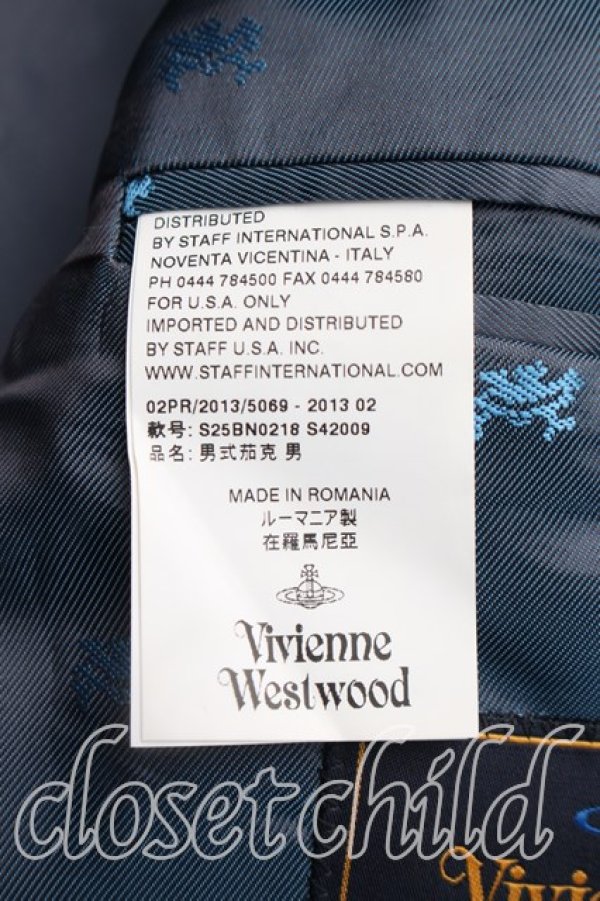 DISTRIBUTED
BY STAFF INTERNATIONAL S.P.A.
NOVENTA VICENTINA - ITALY
PH 0444 784500 FAX 0444 784580
FOR U.S.A. ONLY
IMPORTED AND DISTRIBUTED
BY STAFF U.S.A. INC.
WWW.STAFFINTERNATIONAL.COM
02PR/2013/5069 - 2013 02
款号: S25BN0218 S42009
品名: 男式茄克 男
MADE IN ROMANIA
ルーマニア製
在羅馬尼亞
Vivienne
Westwood
closetchild
Vivi